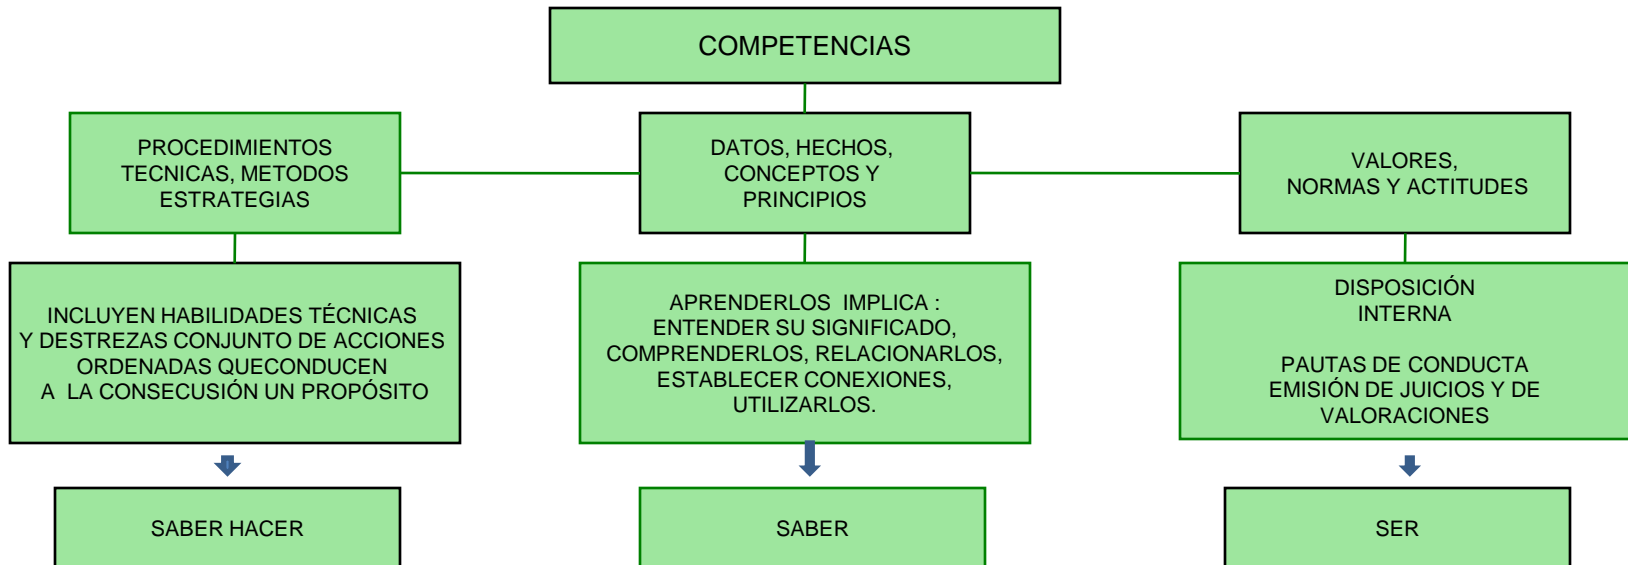 COMPETENCIAS
PROCEDIMIENTOS
TECNICAS, METODOS
ESTRATEGIAS
DATOS, HECHOS,
CONCEPTOS Y
PRINCIPIOS
VALORES,
NORMAS Y ACTITUDES
INCLUYEN HABILIDADES TÉCNICAS
Y DESTREZAS CONJUNTO DE ACCIONES
ORDENADAS QUECONDUCEN
A LA CONSECUSIÓN UN PROPÓSITO
APRENDERLOS IMPLICA :
ENTENDER SU SIGNIFICADO,
COMPRENDERLOS, RELACIONARLOS,
ESTABLECER CONEXIONES,
UTILIZARLOS.
DISPOSICIÓN
INTERNA
PAUTAS DE CONDUCTA
EMISIÓN DE JUICIOS Y DE
VALORACIONES
SABER HACER
SABER
SER